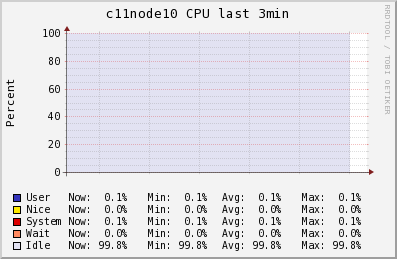 c11node10 CPU last 3min
RRDTOOL / TOBI OETIKER
Percent
100
80
60
40
20
0
User Now: 0.1% Min: 0.1% Avg: 0.1% Max: 0.1%
Nice Now: 0.0% Min: 0.0% Avg: 0.0% Max: 0.0%
System Now: 0.1% Min: 0.1% Avg: 0.1% Max: 0.1%
Wait Now: 0.0% Min: 0.0% Avg: 0.0% Max: 0.0%
Idle Now: 99.8% Min: 99.8% Avg: 99.8% Max: 99.8%